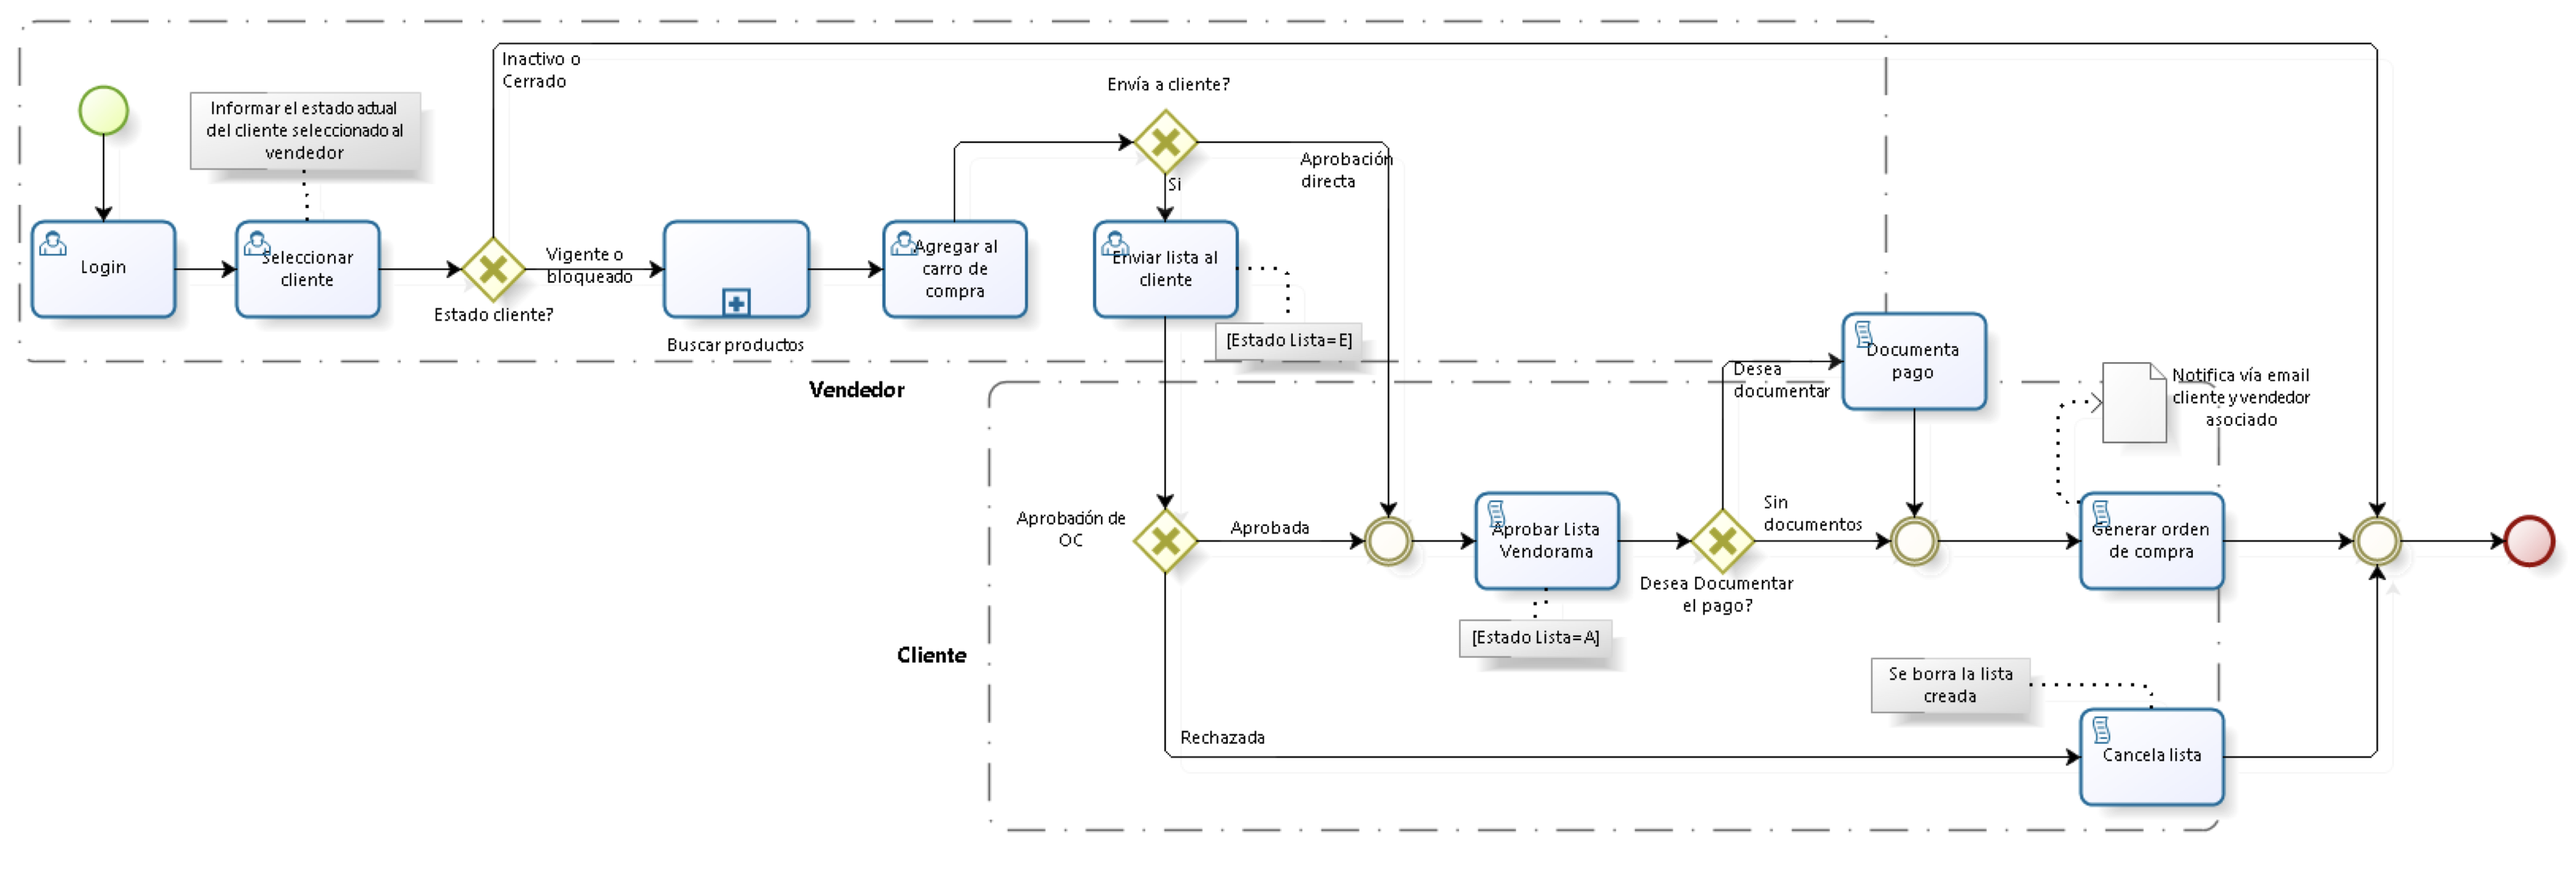 Inactivo o
Cerrado
Envía a cliente?
Informar el estado actual
del cliente seleccionado al
vendedor
Aprobación
directa
Si
Login
Seleccionar
cliente
Vigente o
bloqueado
Estado cliente?
Buscar productos
Agregar al
carro de
compra
Enviar lista al
cliente
[Estado Lista=E]
Vendedor
Desea
documentar
Documenta
pago
Notifica vía email
cliente y vendedor
asociado
Aprobación de
OC
Aprobada
Aprobar Lista
Vendorama
Sin
documentos
Desea Documentar
el pago?
Generar orden
de compra
[Estado Lista=A]
Cliente
Se borra la lista
creada
Rechazada
Cancela lista